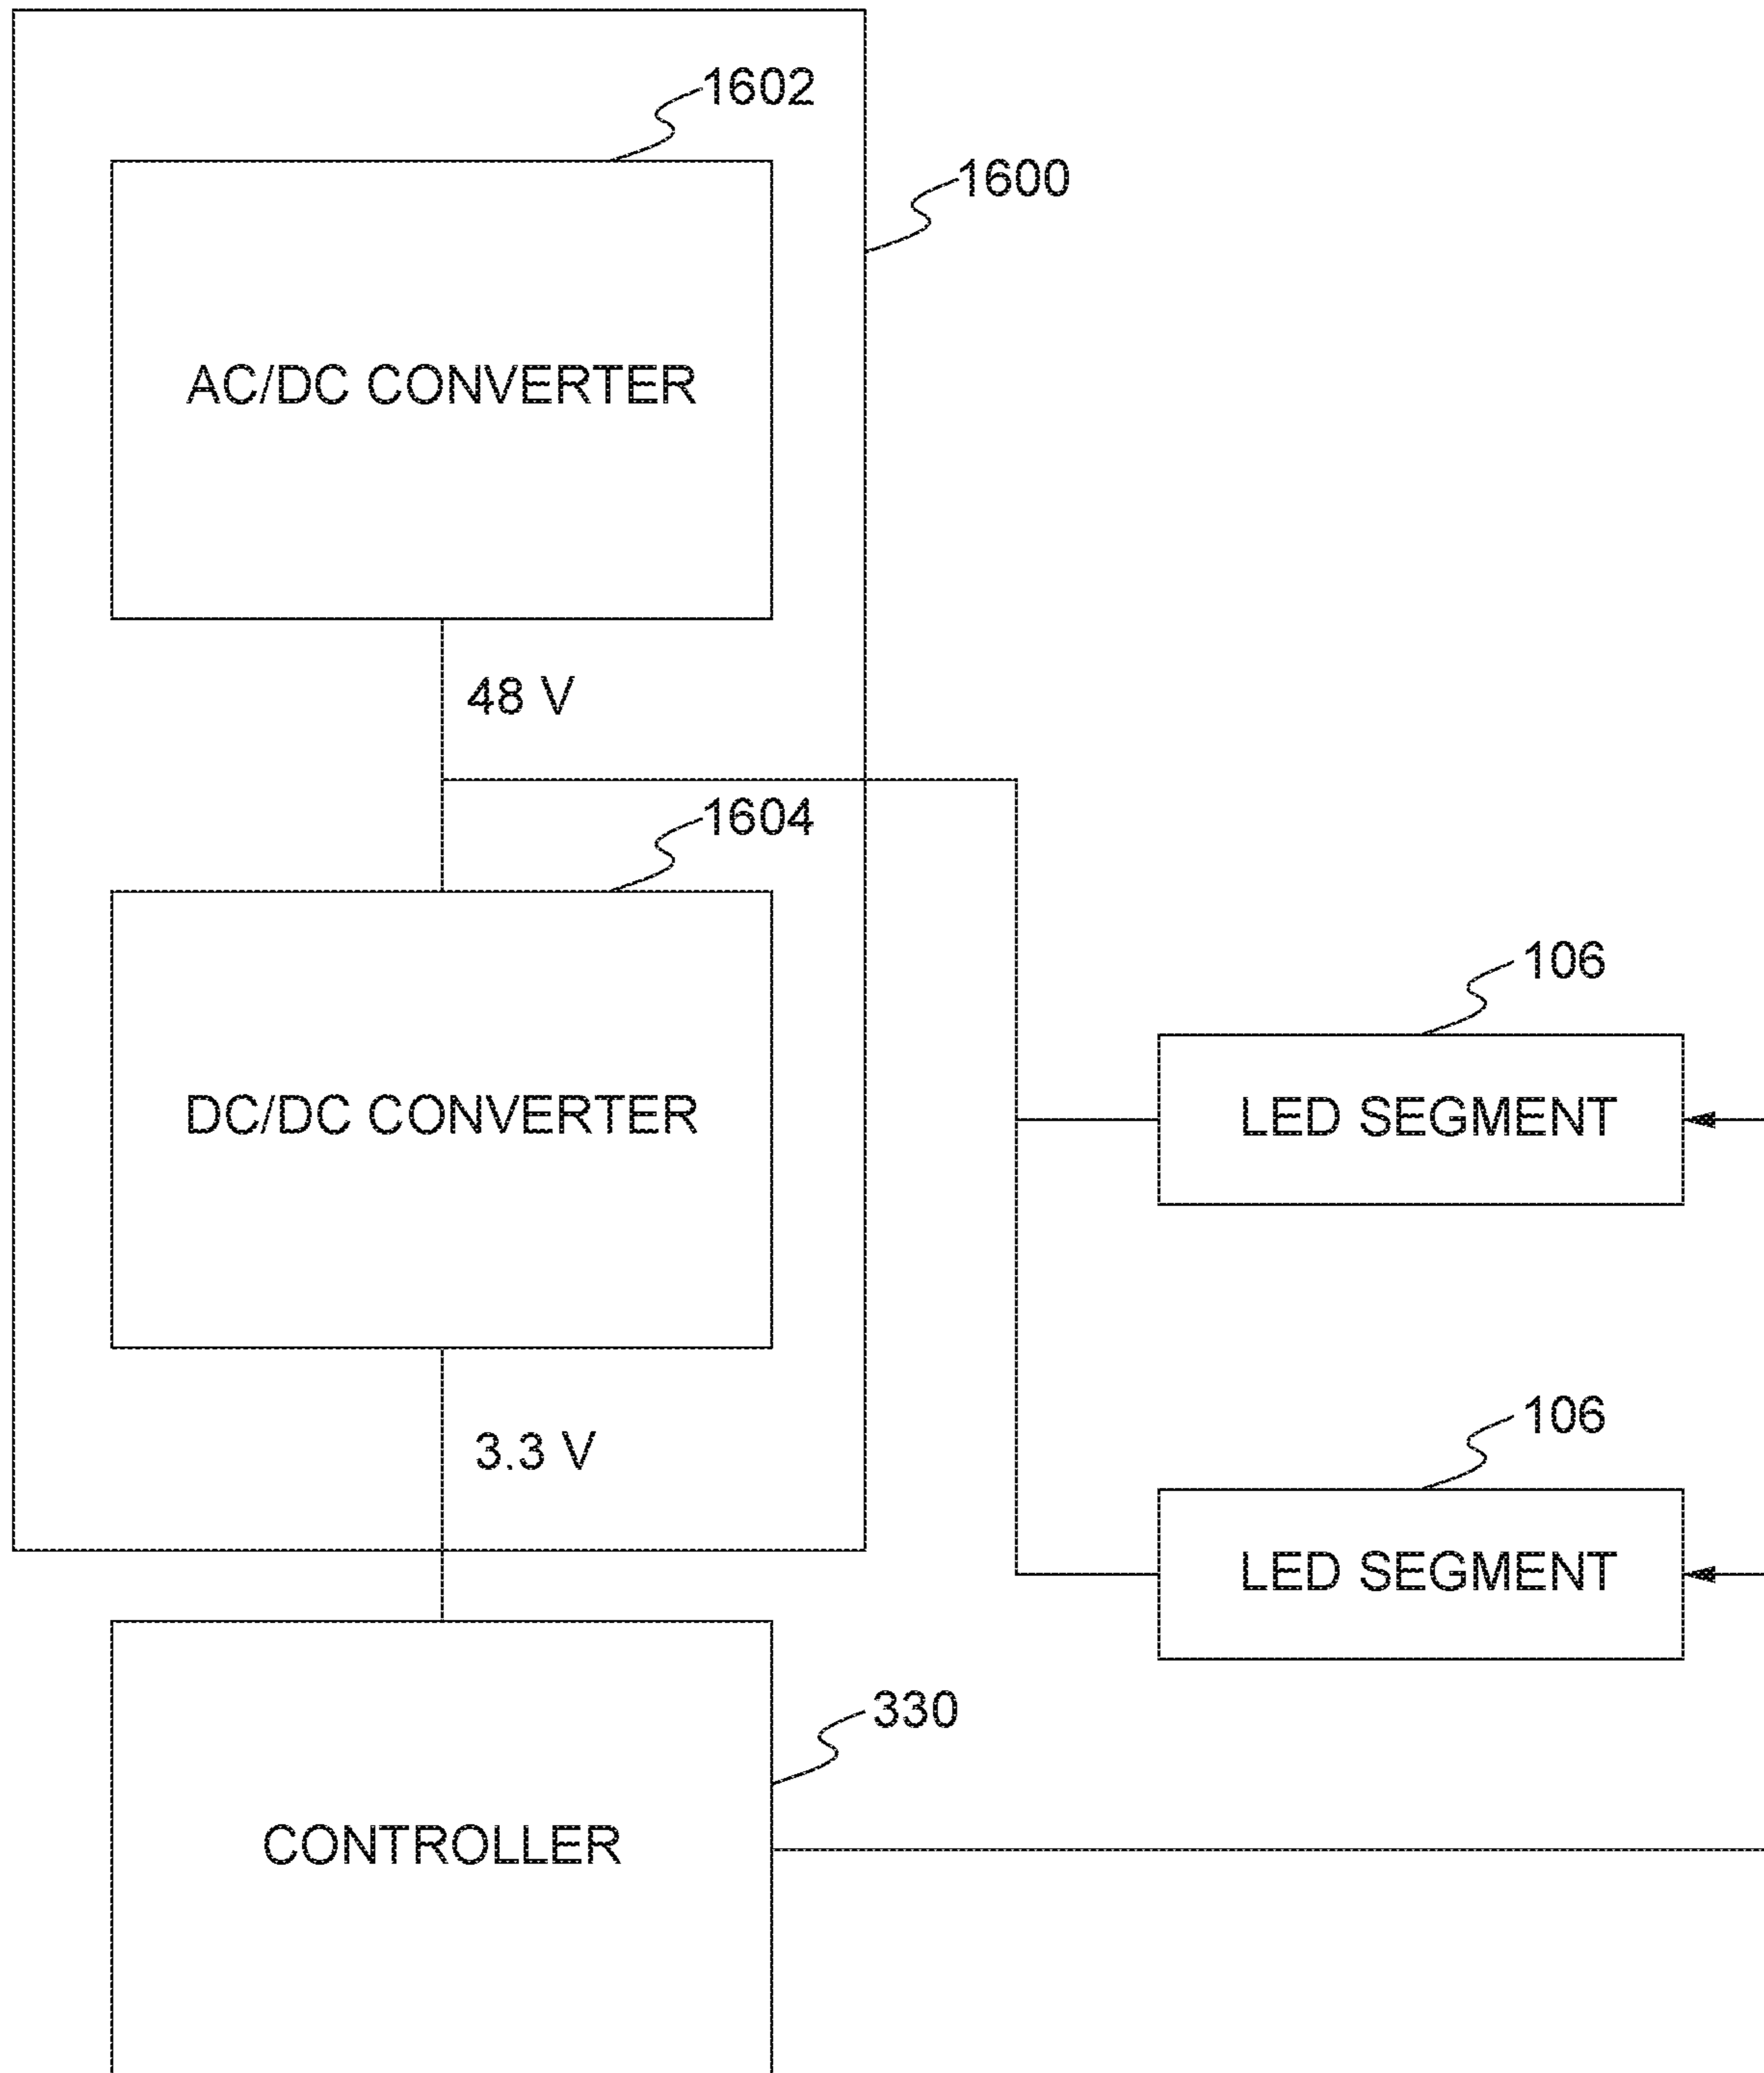 1602
1600
AC/DC CONVERTER
48 V
1604
DC/DC CONVERTER
106
LED SEGMENT
3.3 V
106
LED SEGMENT
330
CONTROLLER